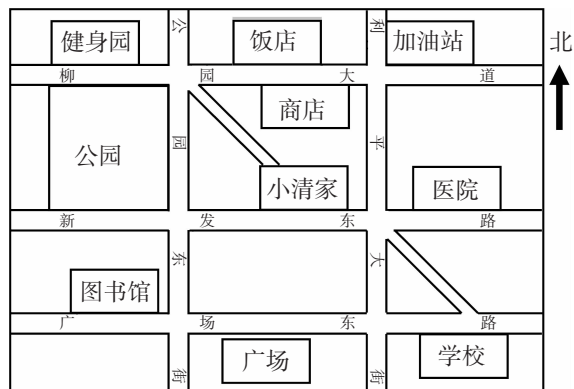 健身园
饭店
加油站
北
柳园大道
公园
商店
小清家
医院
新发东路
图书馆
广场东路
广场
学校
公园东街
利平大街